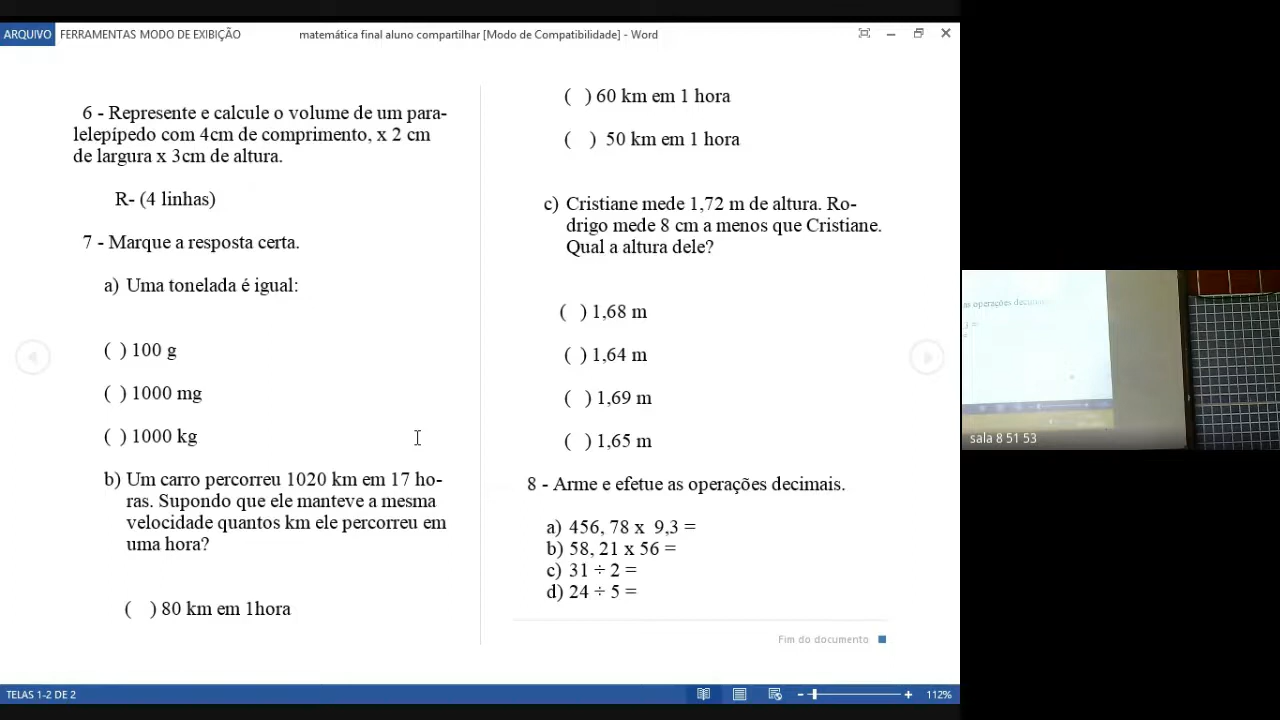 ARQUIVO FERRAMENTAS MODO DE EXIBIÇÃO matemática final aluno compartilhar [Modo de Compatibilidade] - Word
6 - Represente e calcule o volume de um para-
lelepípedo com 4cm de comprimento, x 2 cm
de largura x 3cm de altura.
R- (4 linhas)
7 - Marque a resposta certa.
a) Uma tonelada é igual:
( ) 100 g
( ) 1000 mg
( ) 1000 kg
b) Um carro percorreu 1020 km em 17 ho-
ras. Supondo que ele manteve a mesma
velocidade quantos km ele percorreu em
uma hora?
( ) 80 km em 1hora
( ) 60 km em 1 hora
( ) 50 km em 1 hora
c) Cristiane mede 1,72 m de altura. Ro-
drigo mede 8 cm a menos que Cristiane.
Qual a altura dele?
( ) 1,68 m
( ) 1,64 m
( ) 1,69 m
( ) 1,65 m
8 - Arme e efetue as operações decimais.
a) 456, 78 x 9,3 =
b) 58, 21 x 56 =
c) 31 ÷ 2 =
d) 24 ÷ 5 =
Fim do documento
TELAS 1-2 DE 2
112%
as operações decimais
,3 =
sala 8 51 53